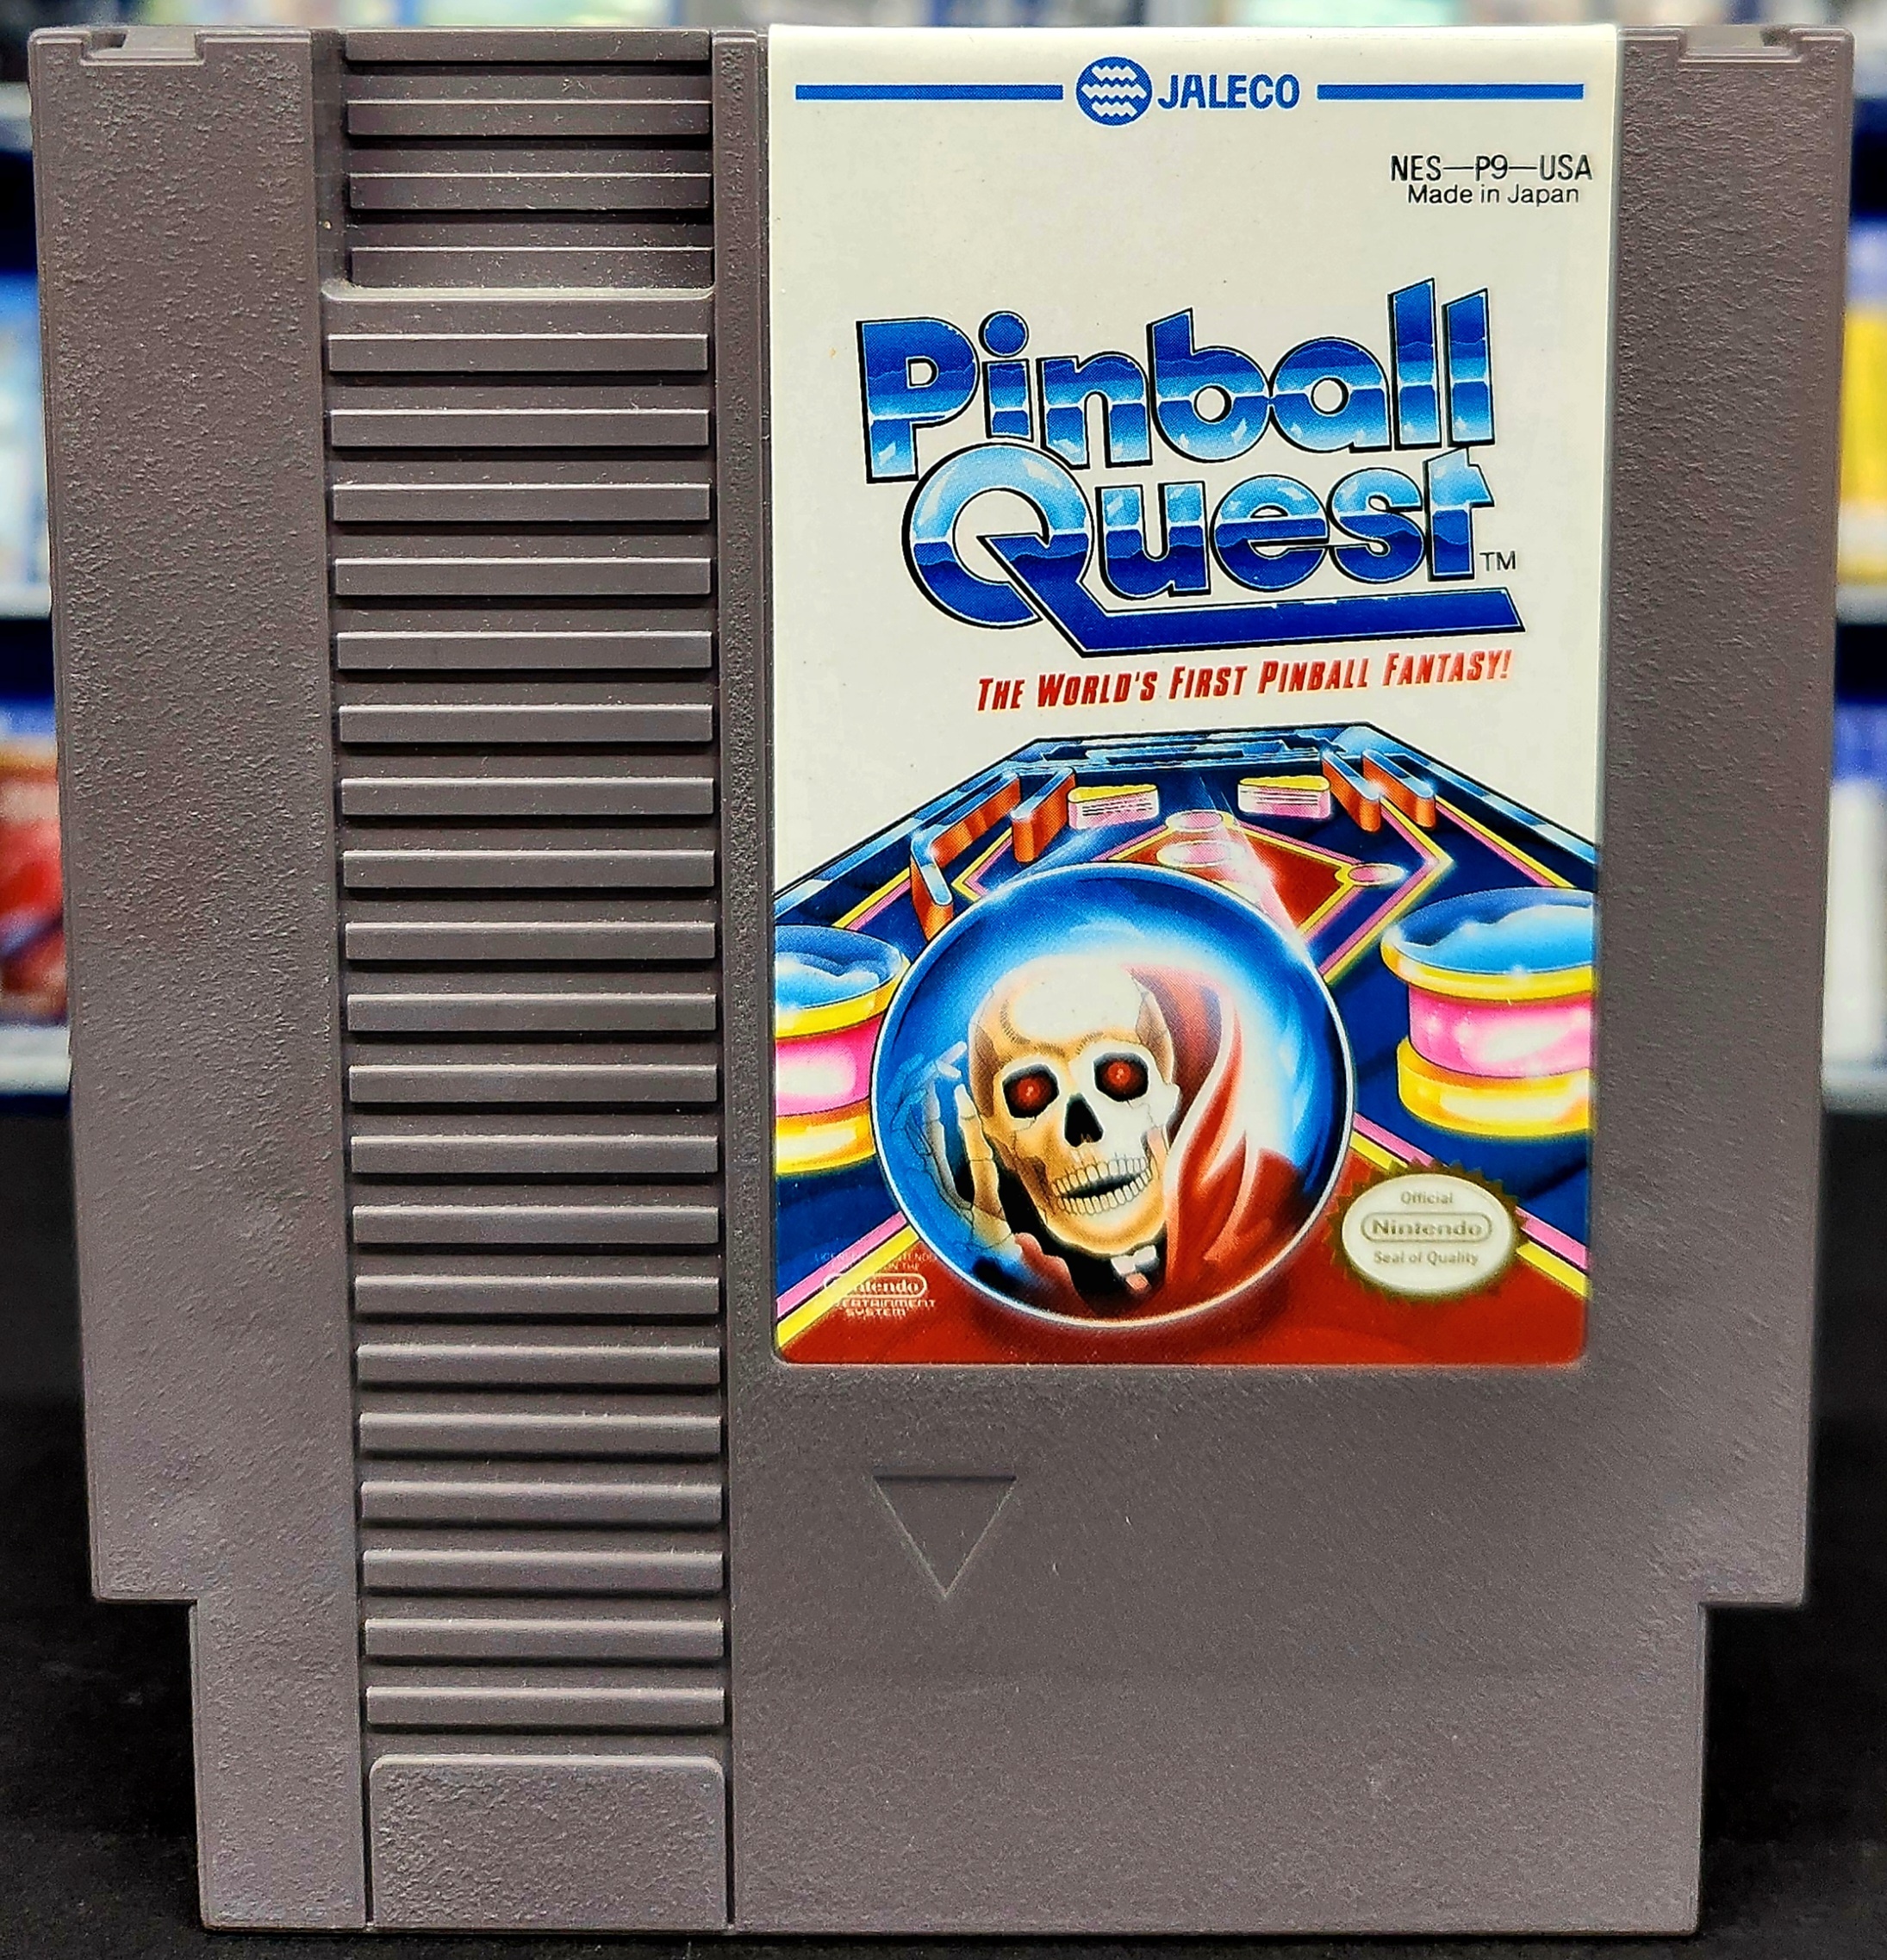 JALECO
NES—P9—USA
Made in Japan
Pinball
Quest TM
THE WORLD'S FIRST PINBALL FANTASY!
Official
Nintendo
Seal of Quality
SYSTEM